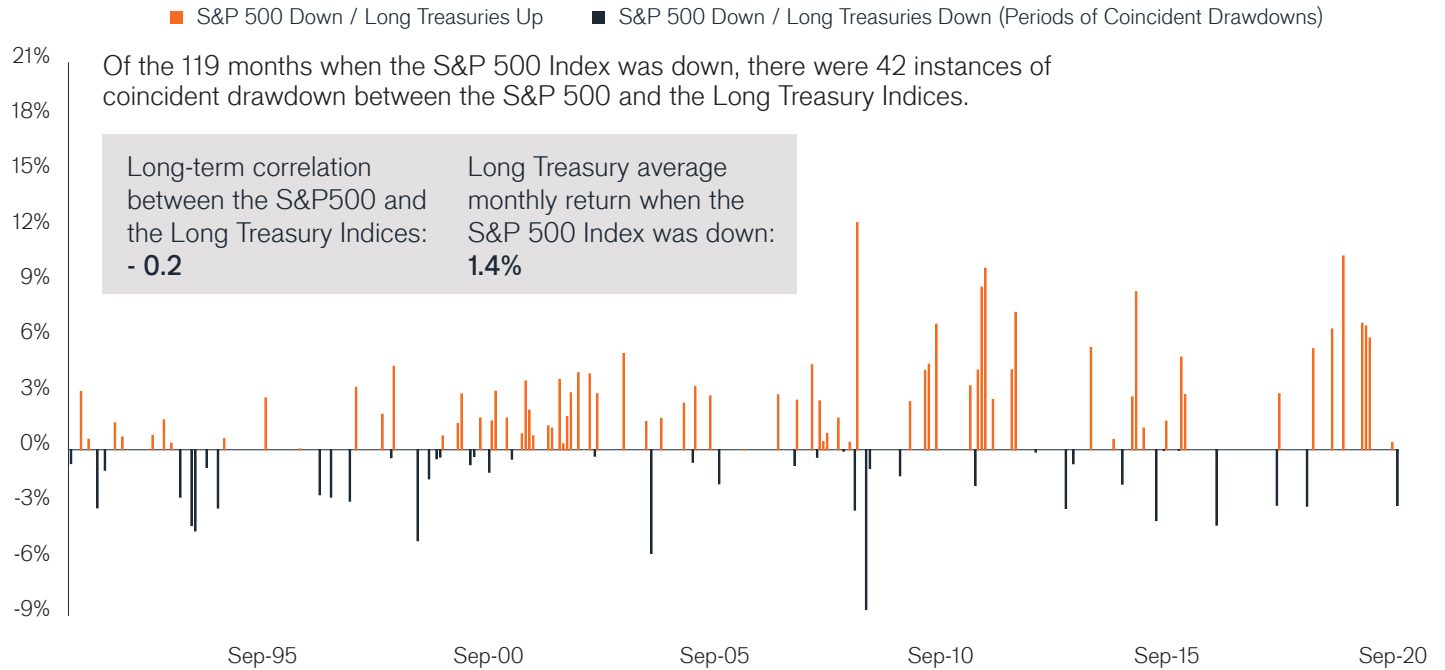 S&P 500 Down / Long Treasuries Up
S&P 500 Down / Long Treasuries Down (Periods of Coincident Drawdowns)
Of the 119 months when the S&P 500 Index was down, there were 42 instances of
coincident drawdown between the S&P 500 and the Long Treasury Indices.
Long-term correlation
between the S&P500 and
the Long Treasury Indices:
- 0.2
Long Treasury average
monthly return when the
S&P 500 Index was down:
1.4%
21%
18%
15%
12%
9%
6%
3%
0%
-3%
-6%
-9%
Sep-95
Sep-00
Sep-05
Sep-10
Sep-15
Sep-20